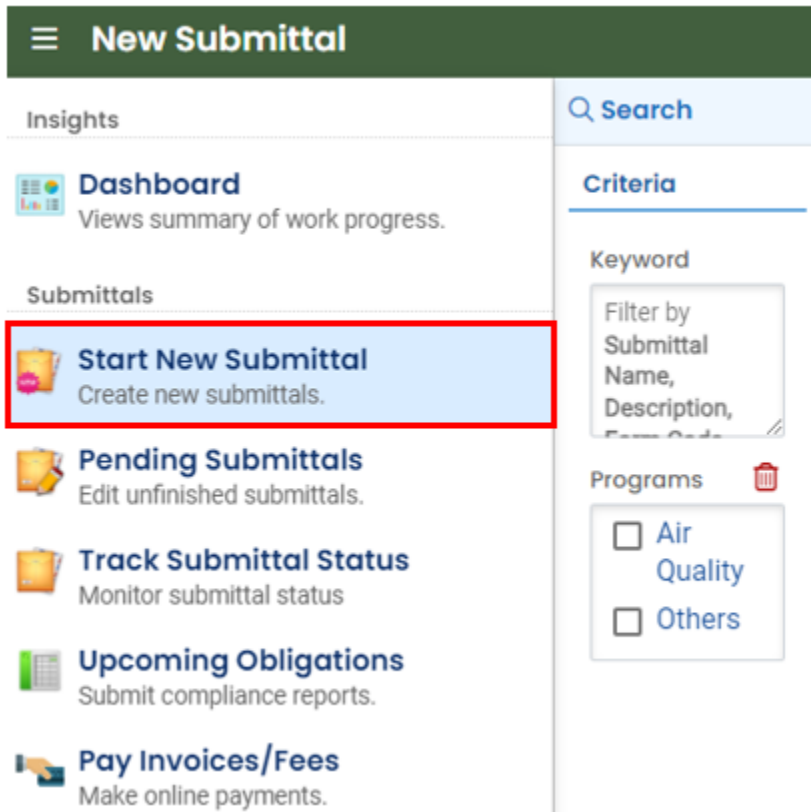 New Submittal
Insights
Dashboard
Views summary of work progress.
Submittals
Start New Submittal
Create new submittals.
Pending Submittals
Edit unfinished submittals.
Track Submittal Status
Monitor submittal status
Upcoming Obligations
Submit compliance reports.
Pay Invoices/Fees
Make online payments.
Search
Criteria
Keyword
Filter by
Submittal
Name,
Description,
Form Code
Programs
Air
Quality
Others